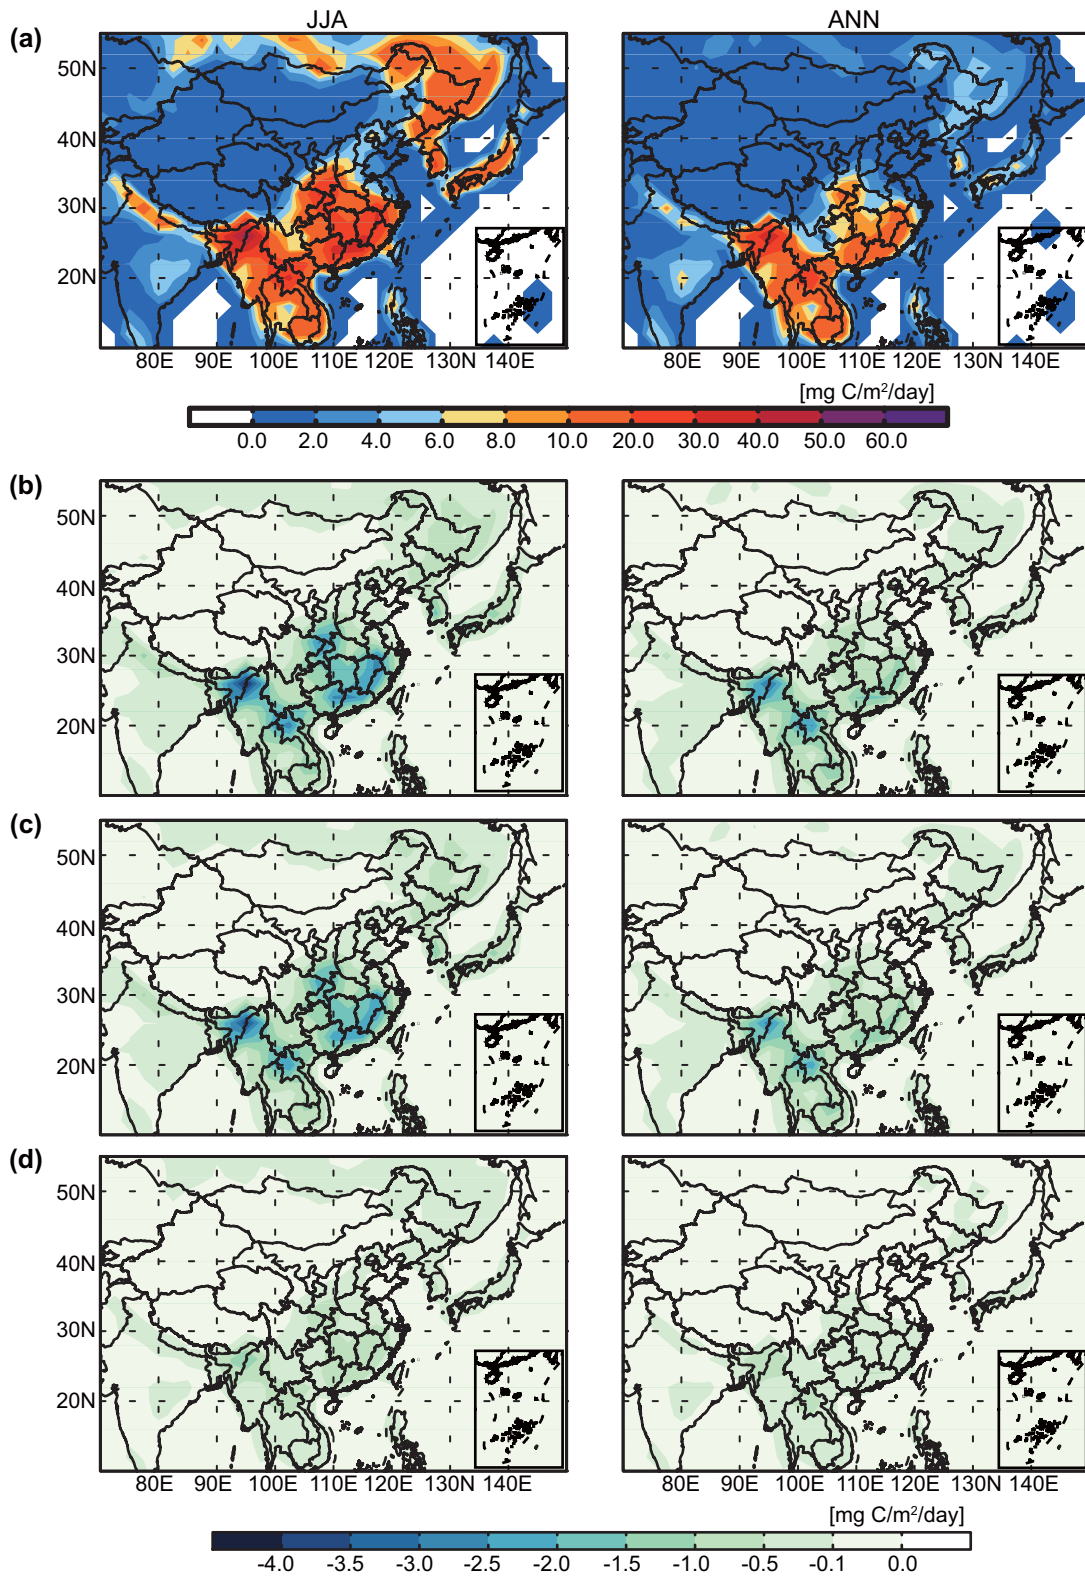 JJA ANN
(a)
50N
40N
30N
20N
80E 90E 100E 110E 120E 130N 140E 80E 90E 100E 110E 120E 130N 140E
[mg C/m²/day]
0.0 2.0 4.0 6.0 8.0 10.0 20.0 30.0 40.0 50.0 60.0
(b)
50N
40N
30N
20N
(c)
50N
40N
30N
20N
(d)
50N
40N
30N
20N
80E 90E 100E 110E 120E 130N 140E 80E 90E 100E 110E 120E 130N 140E
[mg C/m²/day]
-4.0 -3.5 -3.0 -2.5 -2.0 -1.5 -1.0 -0.5 -0.1 0.0